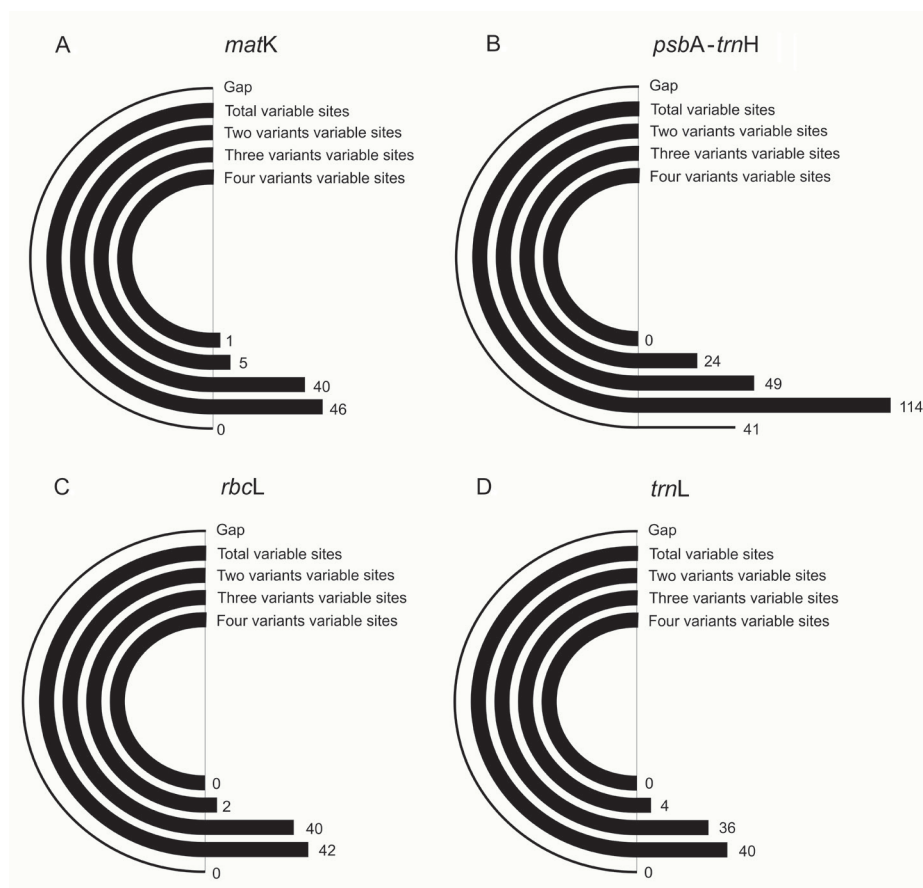 A matK
Gap
Total variable sites
Two variants variable sites
Three variants variable sites
Four variants variable sites
1
5
40
46
0
B psbA-trnH
Gap
Total variable sites
Two variants variable sites
Three variants variable sites
Four variants variable sites
0
24
49
114
41
C rbcL
Gap
Total variable sites
Two variants variable sites
Three variants variable sites
Four variants variable sites
0
2
40
42
0
D trnL
Gap
Total variable sites
Two variants variable sites
Three variants variable sites
Four variants variable sites
0
4
36
40
0